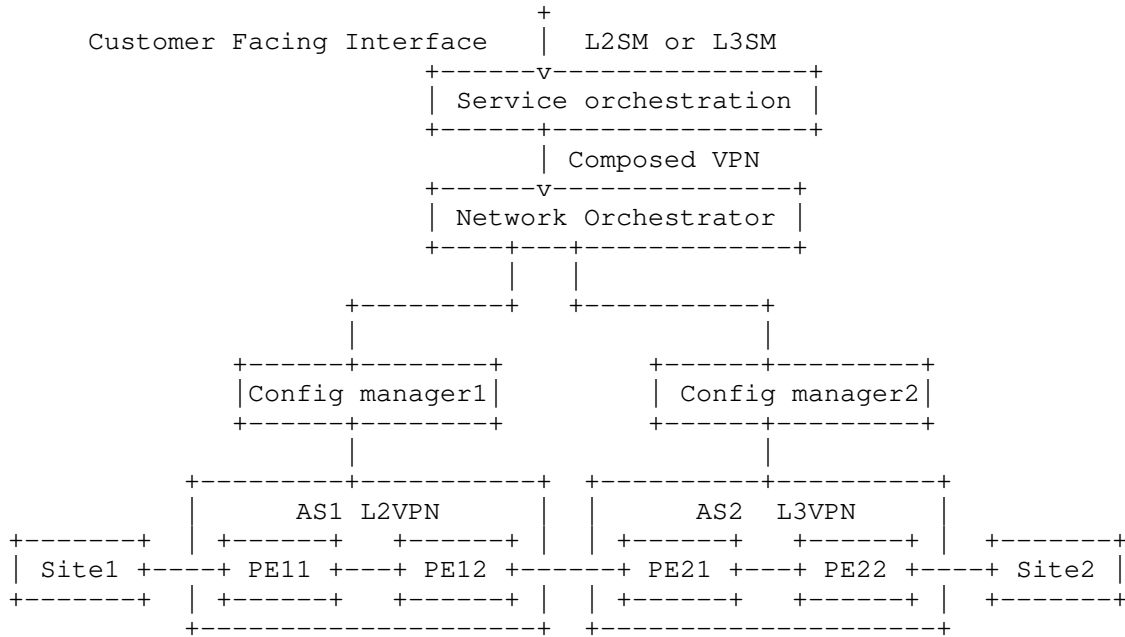 Customer Facing Interface L2SM or L3SM
Service orchestration
Composed VPN
Network Orchestrator
Config manager1 Config manager2
AS1 L2VPN AS2 L3VPN
Site1 PE11 PE12 PE21 PE22 Site2